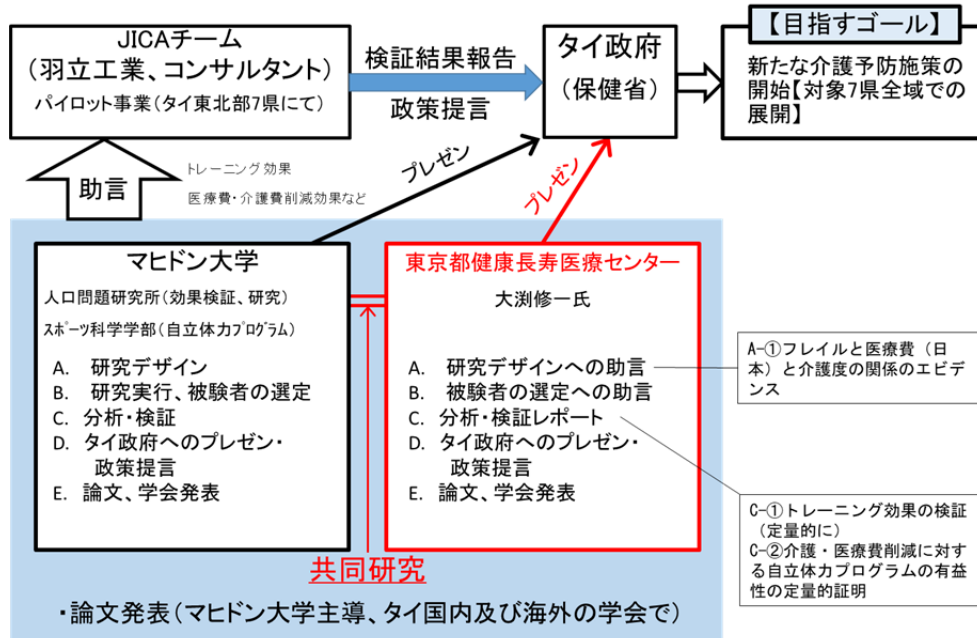 JICAチーム
（羽立工業、コンサルタント）
パイロット事業（タイ東北部7県にて）
検証結果報告
政策提言
タイ政府
（保健省）
【目指すゴール】
新たな介護予防施策の
開始【対象7県全域での
展開】
助言
トレーニング効果
医療費・介護費削減効果など
プレゼン
プレゼン
マヒドン大学
人口問題研究所（効果検証、研究）
スポーツ科学学部（自立体力プログラム）
A. 研究デザイン
B. 研究実行、被験者の選定
C. 分析・検証
D. タイ政府へのプレゼン・
政策提言
E. 論文、学会発表
東京都健康長寿医療センター
大渕修一氏
A. 研究デザインへの助言
B. 被験者の選定への助言
C. 分析・検証レポート
D. タイ政府へのプレゼン・
政策提言
E. 論文、学会発表
A-①フレイルと医療費（日
本）と介護度の関係のエビデ
ンス
C-①トレーニング効果の検証
（定量的に）
C-②介護・医療費削減に対す
る自立体力プログラムの有益
性の定量的証明
共同研究
・論文発表（マヒドン大学主導、タイ国内及び海外の学会で）